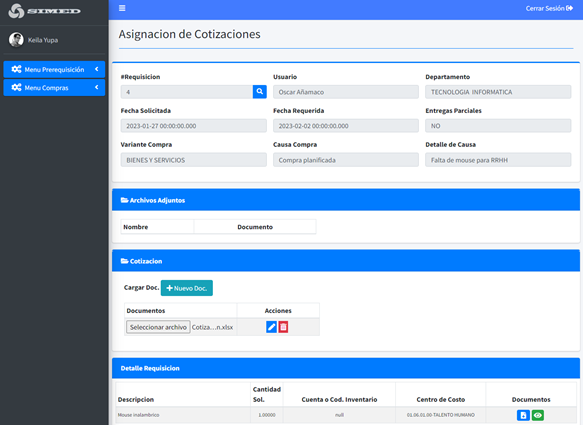 SIMED
Cerrar Sesión
Keila Yupa
Asignacion de Cotizaciones
Menu Prerequisición
Menu Compras
#Requisicion Usuario Departamento
4 Oscar Añamaco TECNOLOGIA INFORMATICA
Fecha Solicitada Fecha Requerida Entregas Parciales
2023-01-27 00:00:00.000 2023-02-02 00:00:00.000 NO
Variante Compra Causa Compra Detalle de Causa
BIENES Y SERVICIOS Compra planificada Falta de mouse para RRHH
Archivos Adjuntos
Nombre Documento
Cotizacion
Cargar Doc. Nuevo Doc.
Documentos Acciones
Seleccionar archivo Cotiza...n.xlsx
Detalle Requisicion
Descripcion Cantidad Sol. Cuenta o Cod. Inventario Centro de Costo Documentos
Mouse inalambrico 1.00000 null 01.06.01.00-TALENTO HUMANO